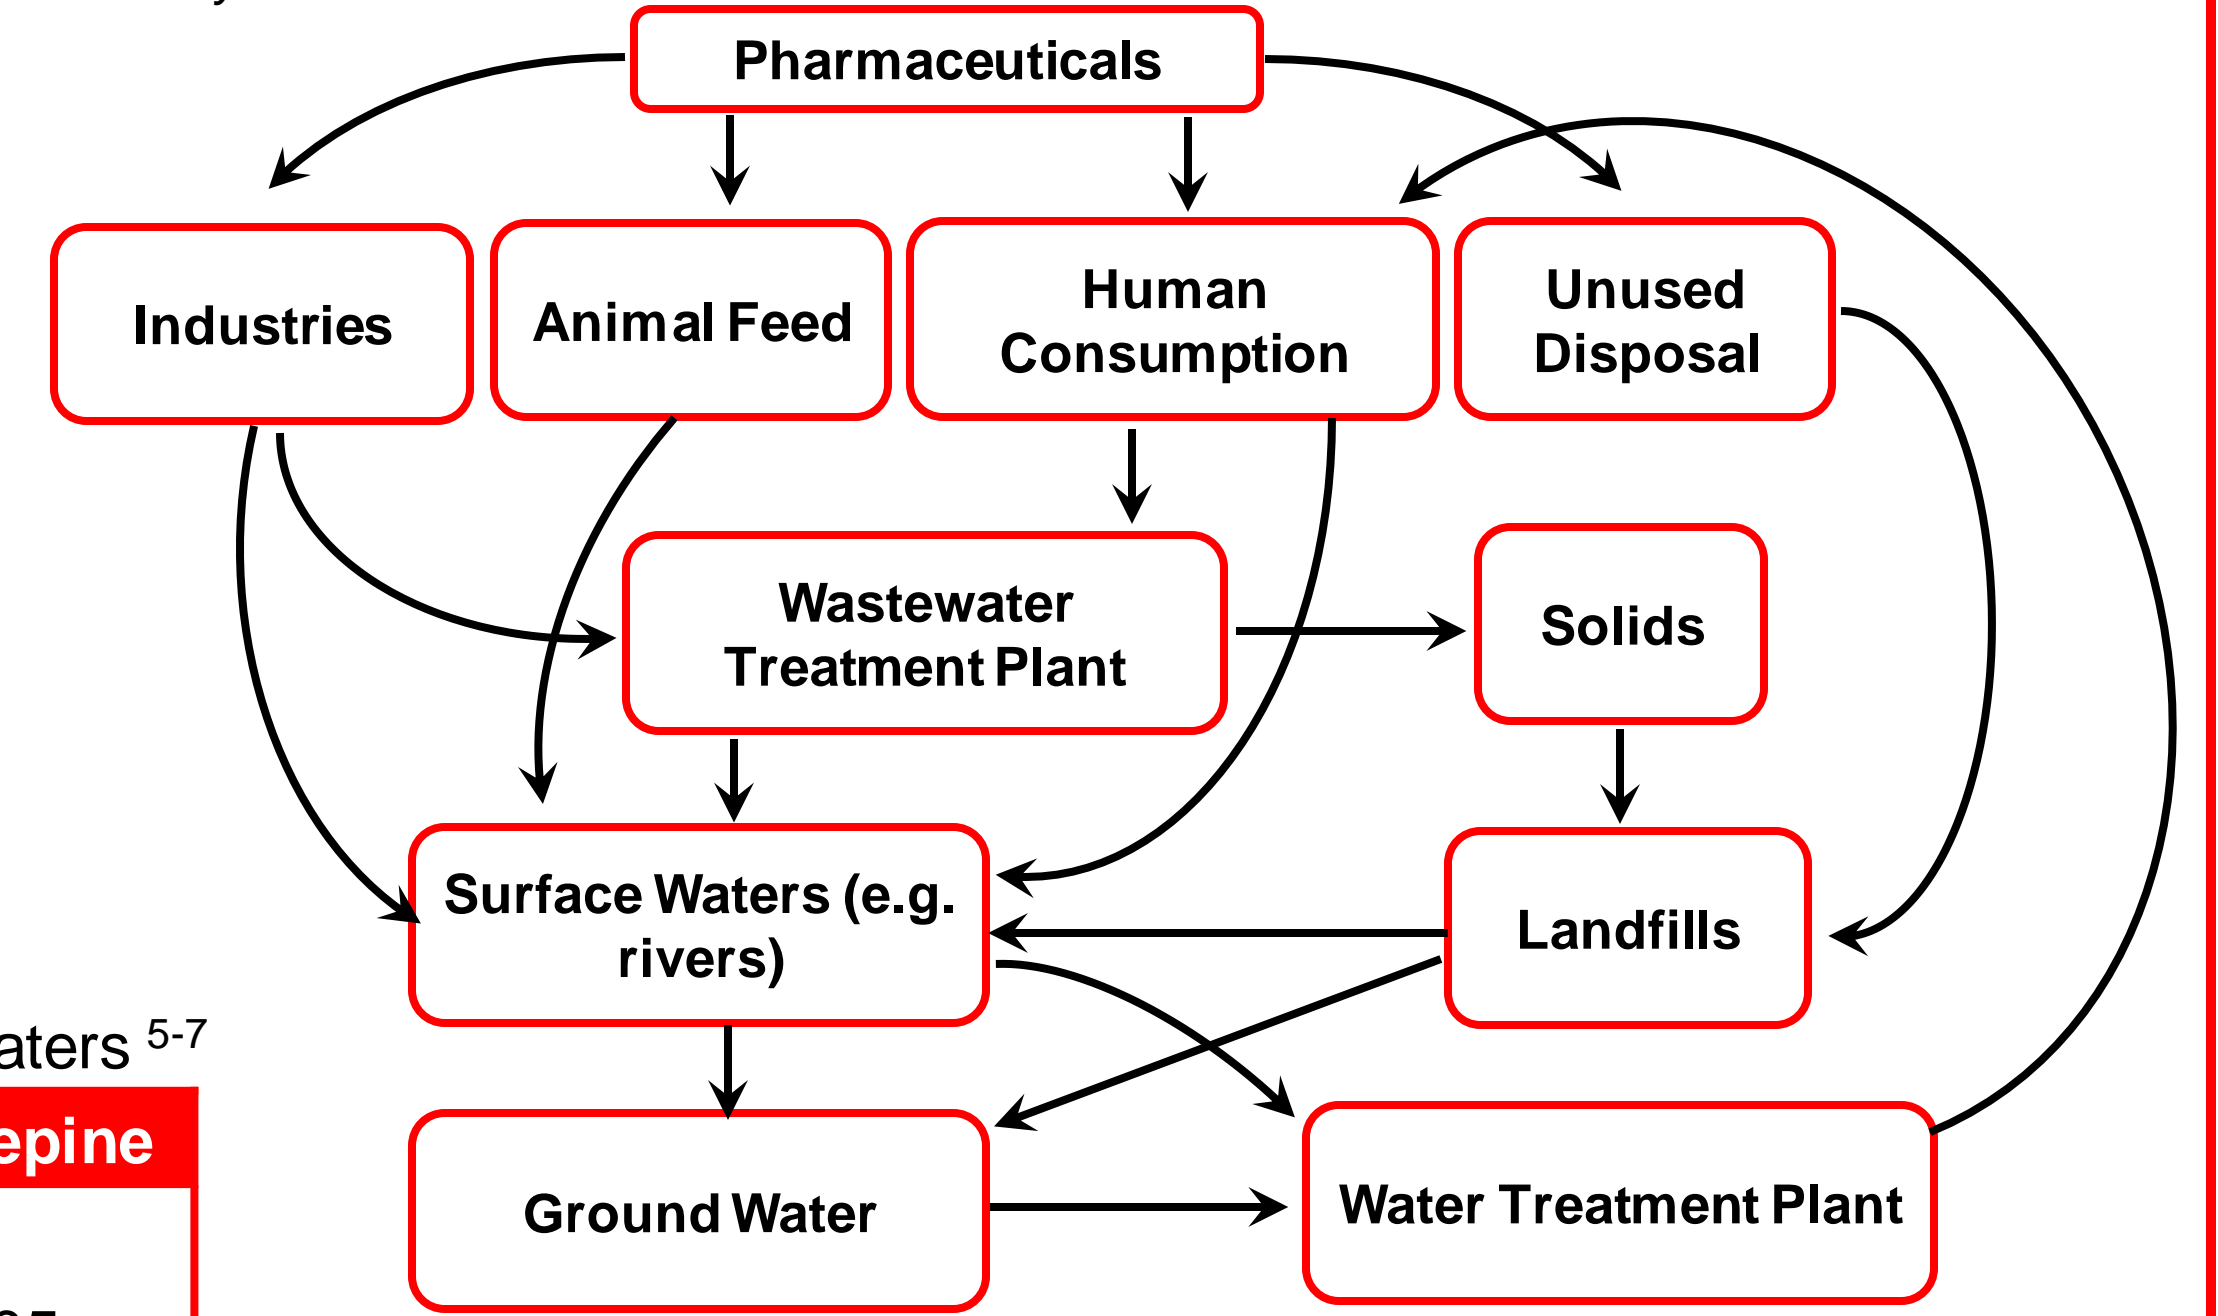 Pharmaceuticals
Industries
Animal Feed
Human
Consumption
Unused
Disposal
Wastewater
Treatment Plant
Solids
Surface Waters (e.g.
rivers)
Landfills
aters 5-7
epine
Ground Water
Water Treatment Plant